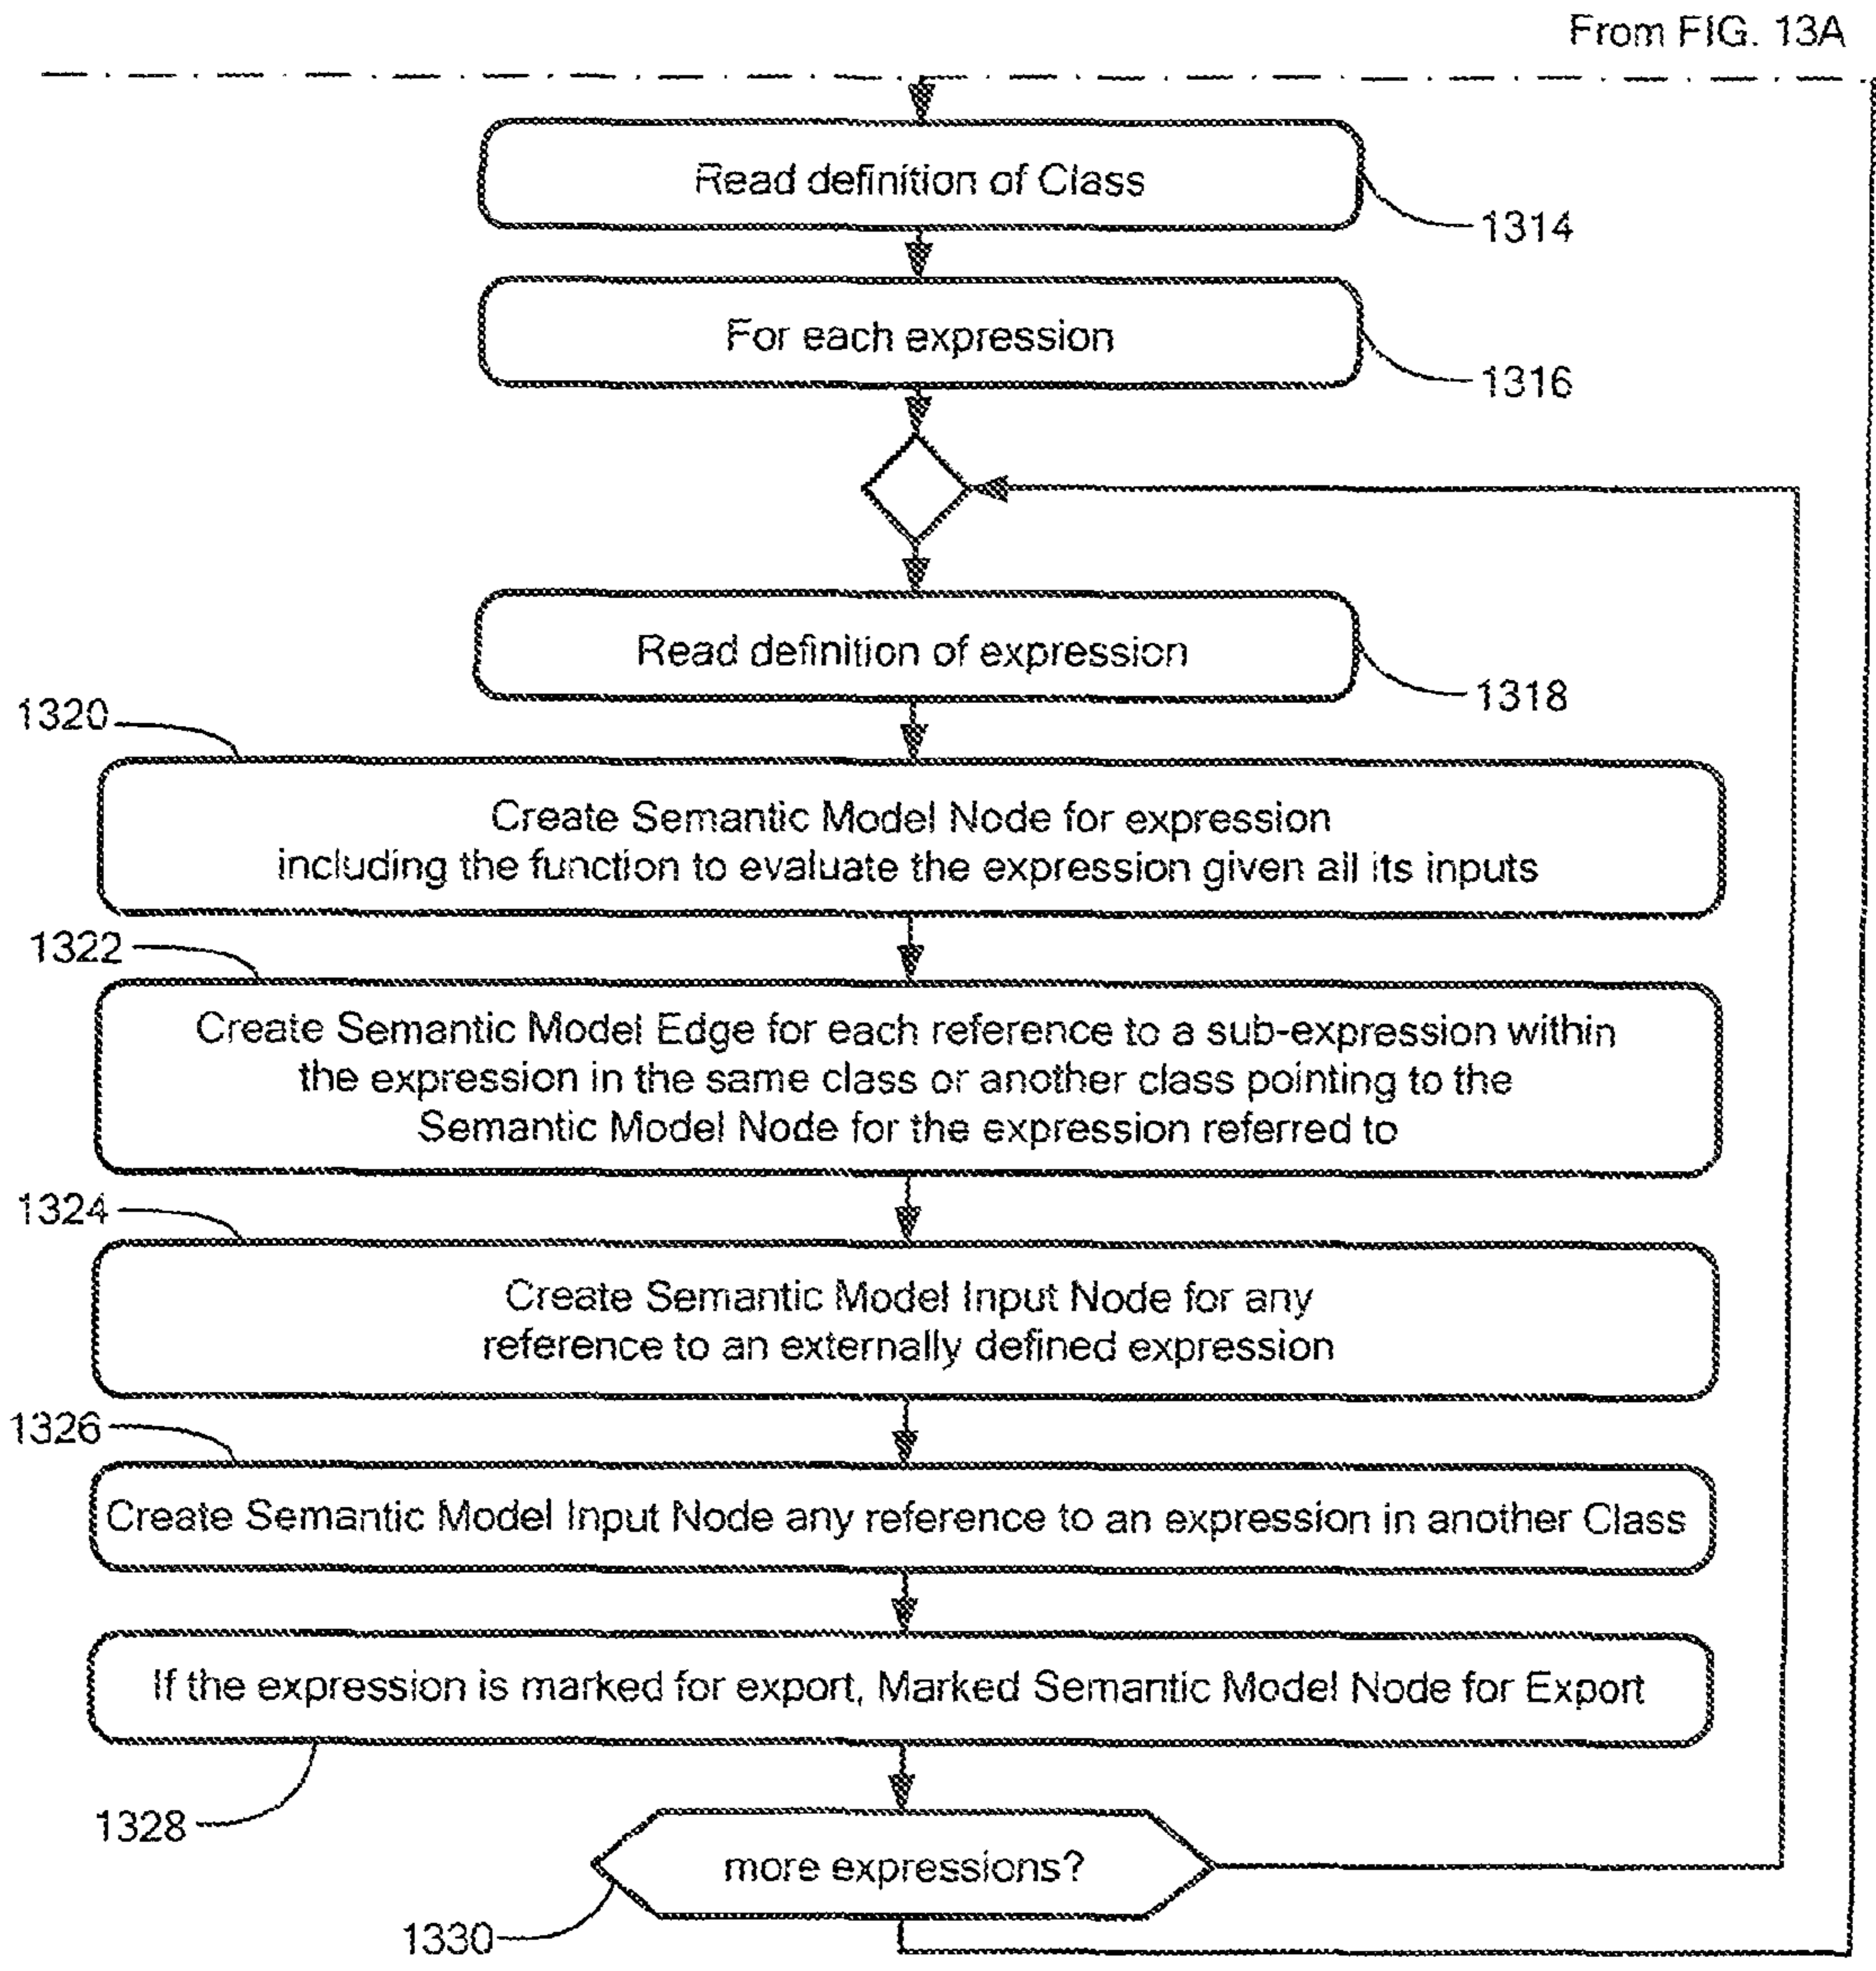 From FIG. 13A
Read definition of Class
1314
For each expression
1316
Read definition of expression
1318
1320
Create Semantic Model Node for expression
including the function to evaluate the expression given all its inputs
1322
Create Semantic Model Edge for each reference to a sub-expression within
the expression in the same class or another class pointing to the
Semantic Model Node for the expression referred to
1324
Create Semantic Model Input Node for any
reference to an externally defined expression
1326
Create Semantic Model Input Node any reference to an expression in another Class
If the expression is marked for export, Marked Semantic Model Node for Export
1328
more expressions?
1330